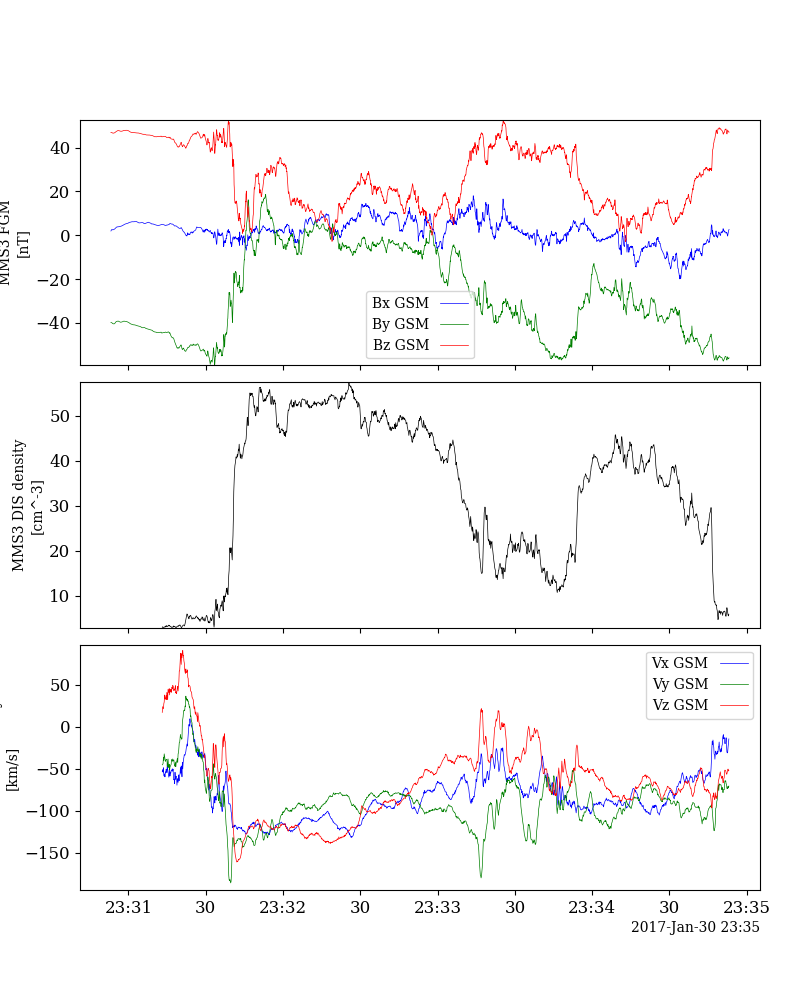 MMS3 FGM
[nT]
40
20
0
−20
−40
Bx GSM
By GSM
Bz GSM
MMS3 DIS density
[cm^-3]
50
40
30
20
10
[km/s]
50
0
−50
−100
−150
Vx GSM
Vy GSM
Vz GSM
23:31 30 23:32 30 23:33 30 23:34 30 23:35
2017-Jan-30 23:35